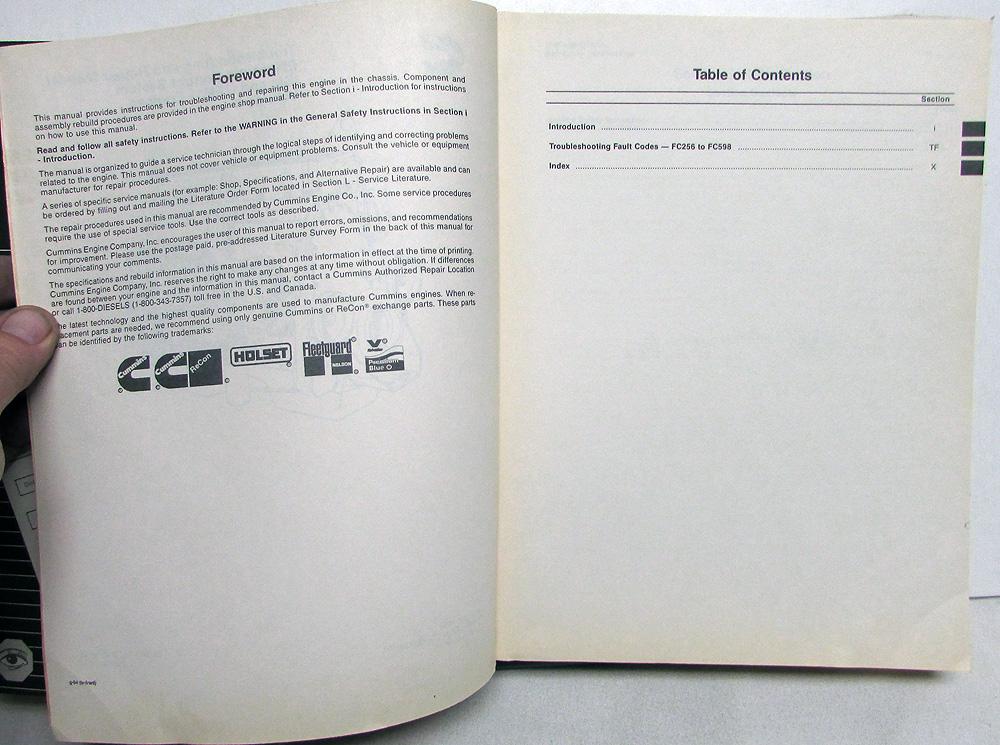 Foreword
This manual provides instructions for troubleshooting and repairing this engine in the chassis. Component and
assembly rebuild procedures are provided in the engine shop manual. Refer to Section i - Introduction for instructions
on how to use this manual.
Read and follow all safety instructions. Refer to the WARNING in the General Safety Instructions in Section i
- Introduction.
The manual is organized to guide a service technician through the logical steps of identifying and correcting problems
related to the engine. This manual does not cover vehicle or equipment problems. Consult the vehicle or equipment
manufacturer for repair procedures.
A series of specific service manuals (for example: Shop, Specifications, and Alternative Repair) are available and can
be ordered by filling out and mailing the Literature Order Form located in Section L - Service Literature.
The repair procedures used in this manual are recommended by Cummins Engine Co., Inc. Some service procedures
require the use of special service tools. Use the correct tools as described.
Cummins Engine Company, Inc. encourages the user of this manual to report errors, omissions, and recommendations
for improvement. Please use the postage paid, pre-addressed Literature Survey Form in the back of this manual for
communicating your comments.
The specifications and rebuild information in this manual are based on the information in effect at the time of printing.
Cummins Engine Company, Inc. reserves the right to make any changes at any time without obligation. If differences
are found between your engine and the information in this manual, contact a Cummins Authorized Repair Location
or call 1-800-DIESELS (1-800-343-7357) toll free in the U.S. and Canada.
he latest technology and the highest quality components are used to manufacture Cummins engines. When re-
lacement parts are needed, we recommend using only genuine Cummins or ReCon® exchange parts. These parts
an be identified by the following trademarks:
Cummins Cummins ReCon HOLSET Fleetguard NELSON V Premium Blue
Table of Contents
Section
Introduction ........ i
Troubleshooting Fault Codes — FC256 to FC598 ........ TF
Index ........ X